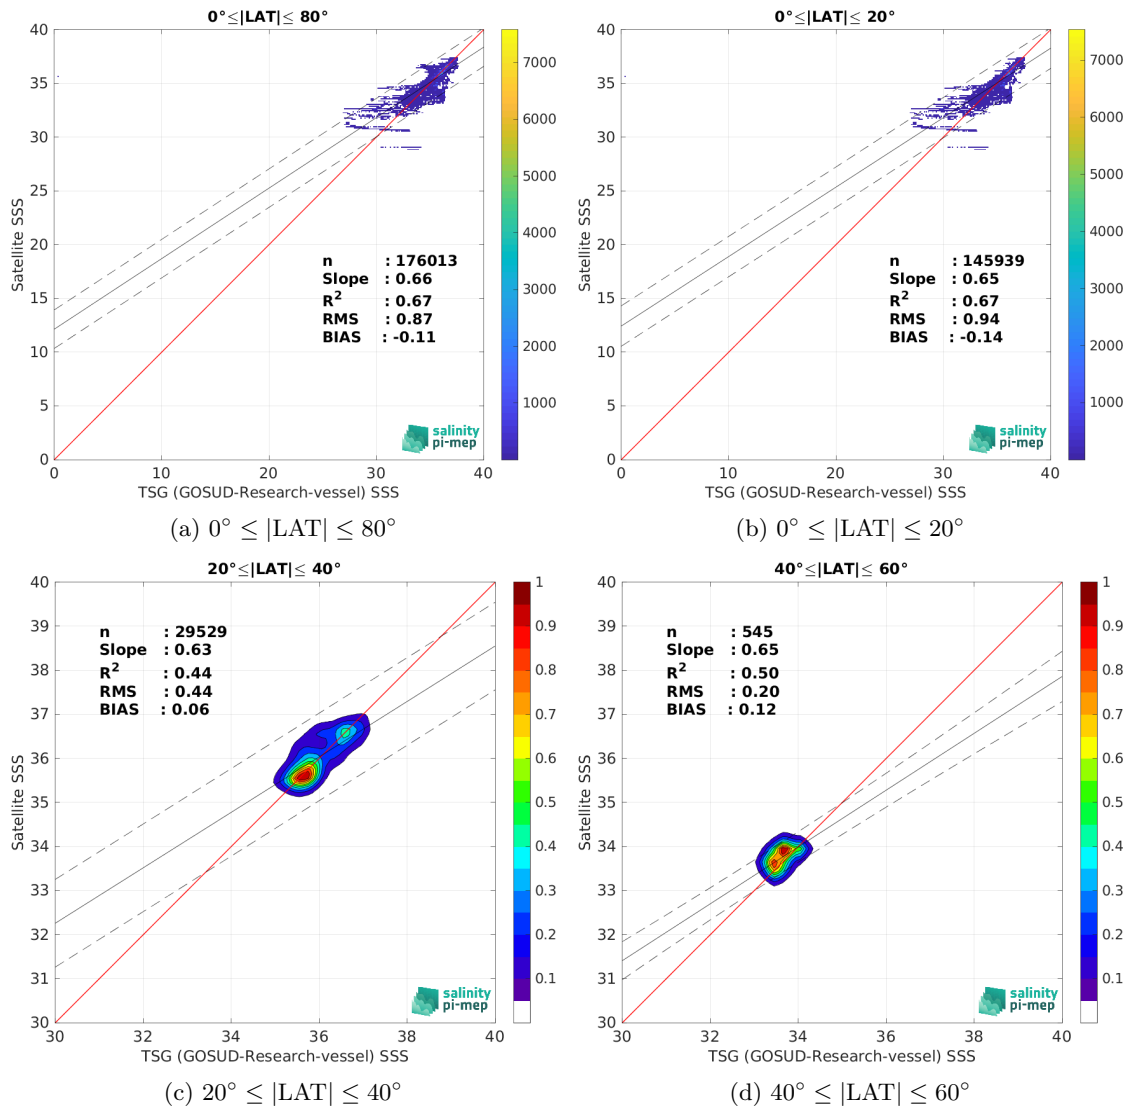 0°≤|LAT|≤ 80°
Satellite SSS
40
35
30
25
20
15
10
5
0
n : 176013
Slope : 0.66
R² : 0.67
RMS : 0.87
BIAS : -0.11
salinity
pi-mep
0 10 20 30 40
TSG (GOSUD-Research-vessel) SSS
7000
6000
5000
4000
3000
2000
1000
(a) 0° ≤ |LAT| ≤ 80°
0°≤|LAT|≤ 20°
Satellite SSS
40
35
30
25
20
15
10
5
0
n : 145939
Slope : 0.65
R² : 0.67
RMS : 0.94
BIAS : -0.14
salinity
pi-mep
0 10 20 30 40
TSG (GOSUD-Research-vessel) SSS
7000
6000
5000
4000
3000
2000
1000
(b) 0° ≤ |LAT| ≤ 20°
20°≤|LAT|≤ 40°
Satellite SSS
40
39
38
37
36
35
34
33
32
31
30
n : 29529
Slope : 0.63
R² : 0.44
RMS : 0.44
BIAS : 0.06
salinity
pi-mep
30 32 34 36 38 40
TSG (GOSUD-Research-vessel) SSS
1
0.9
0.8
0.7
0.6
0.5
0.4
0.3
0.2
0.1
(c) 20° ≤ |LAT| ≤ 40°
40°≤|LAT|≤ 60°
Satellite SSS
40
39
38
37
36
35
34
33
32
31
30
n : 545
Slope : 0.65
R² : 0.50
RMS : 0.20
BIAS : 0.12
salinity
pi-mep
30 32 34 36 38 40
TSG (GOSUD-Research-vessel) SSS
1
0.9
0.8
0.7
0.6
0.5
0.4
0.3
0.2
0.1
(d) 40° ≤ |LAT| ≤ 60°